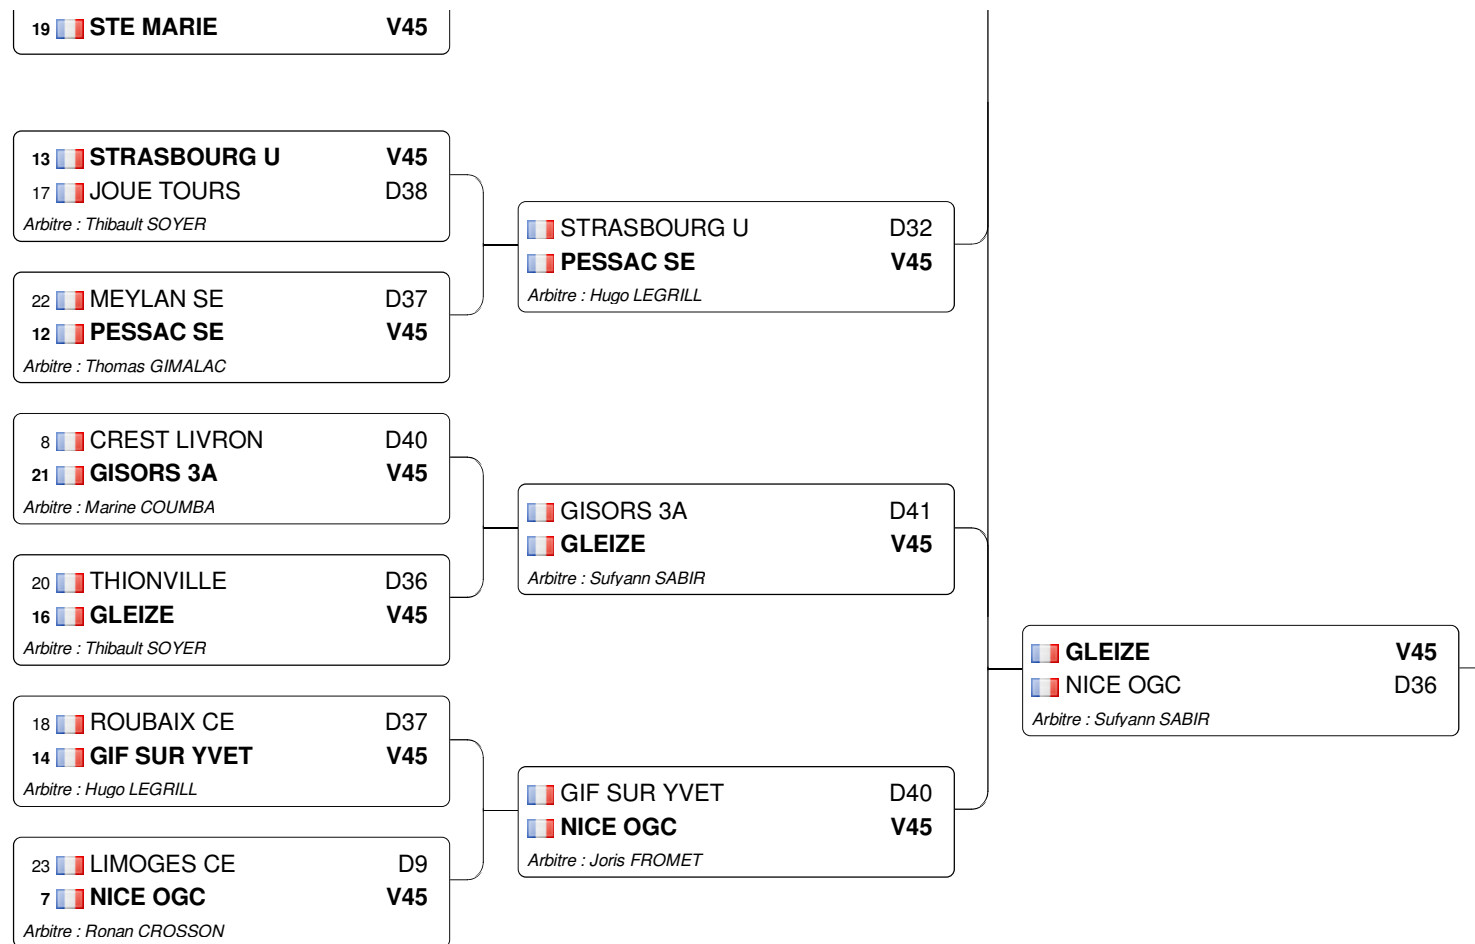 19 STE MARIE V45
13 STRASBOURG U V45
17 JOUE TOURS D38
Arbitre : Thibault SOYER
22 MEYLAN SE D37
12 PESSAC SE V45
Arbitre : Thomas GIMALAC
8 CREST LIVRON D40
21 GISORS 3A V45
Arbitre : Marine COUMBA
20 THIONVILLE D36
16 GLEIZE V45
Arbitre : Thibault SOYER
18 ROUBAIX CE D37
14 GIF SUR YVET V45
Arbitre : Hugo LEGRILL
23 LIMOGES CE D9
7 NICE OGC V45
Arbitre : Ronan CROSSON
STRASBOURG U D32
PESSAC SE V45
Arbitre : Hugo LEGRILL
GISORS 3A D41
GLEIZE V45
Arbitre : Sufyann SABIR
GIF SUR YVET D40
NICE OGC V45
Arbitre : Joris FROMET
GLEIZE V45
NICE OGC D36
Arbitre : Sufyann SABIR